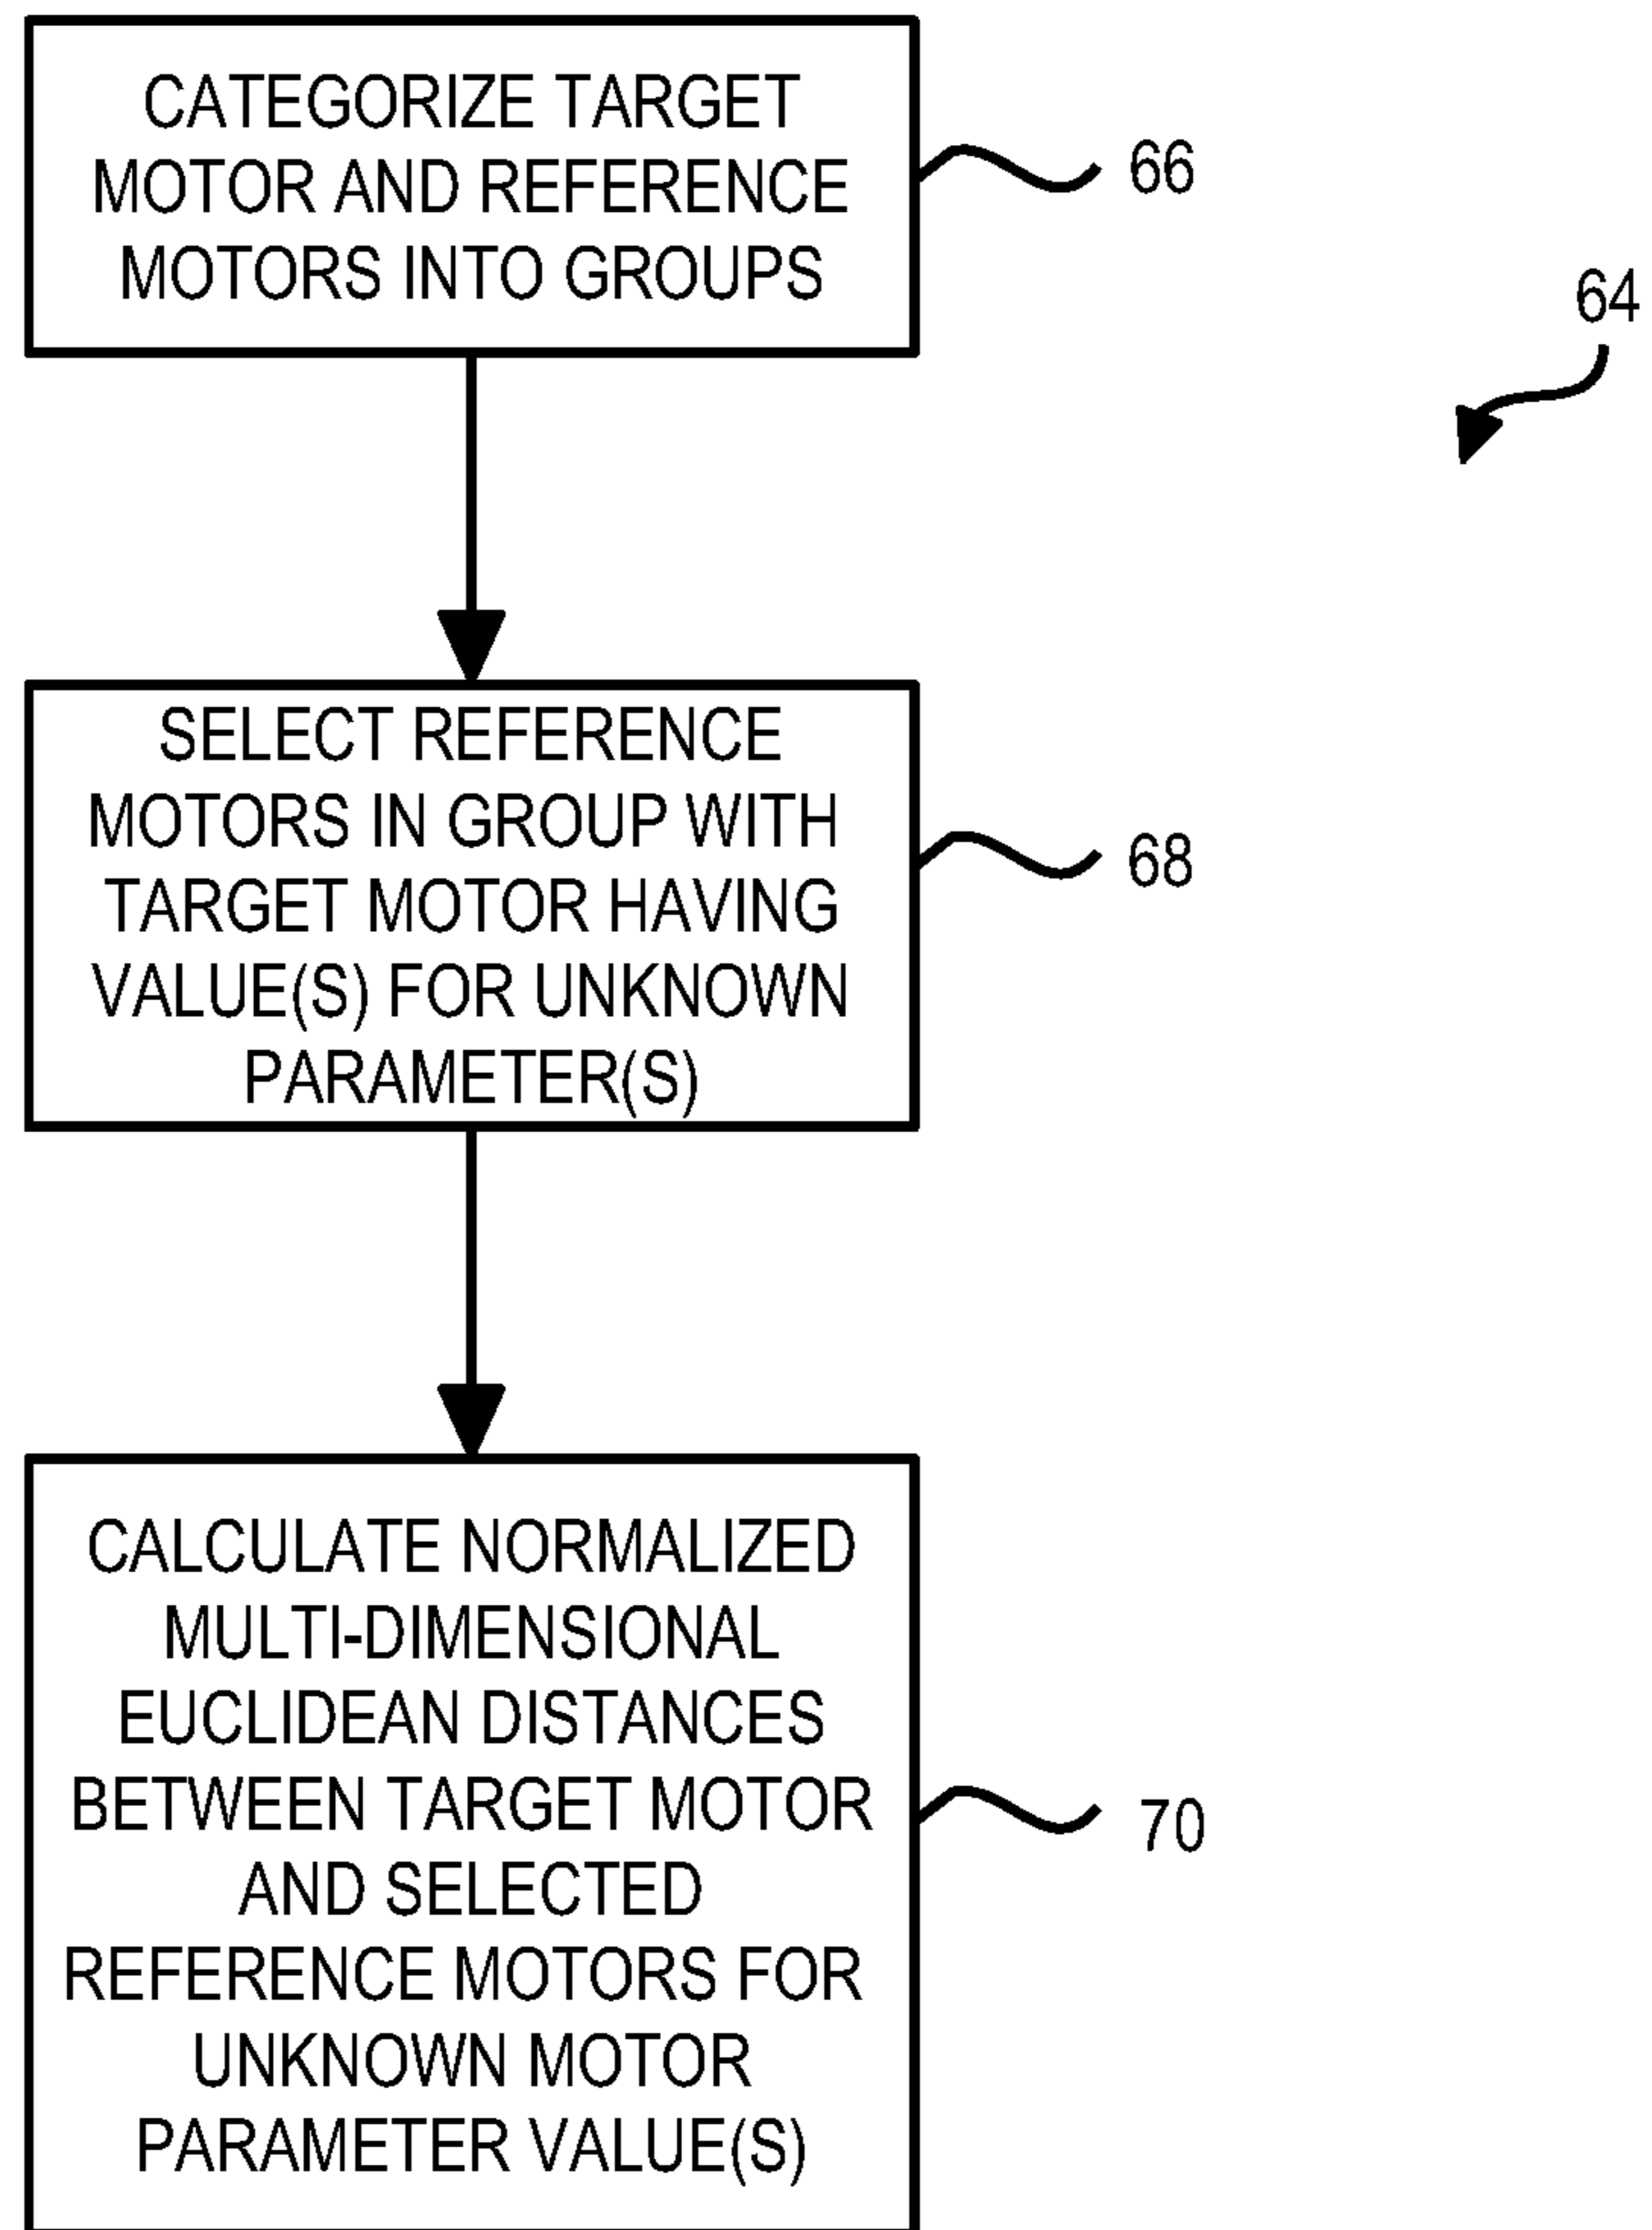 CATEGORIZE TARGET
MOTOR AND REFERENCE
MOTORS INTO GROUPS
66
64
SELECT REFERENCE
MOTORS IN GROUP WITH
TARGET MOTOR HAVING
VALUE(S) FOR UNKNOWN
PARAMETER(S)
68
CALCULATE NORMALIZED
MULTI-DIMENSIONAL
EUCLIDEAN DISTANCES
BETWEEN TARGET MOTOR
AND SELECTED
REFERENCE MOTORS FOR
UNKNOWN MOTOR
PARAMETER VALUE(S)
70